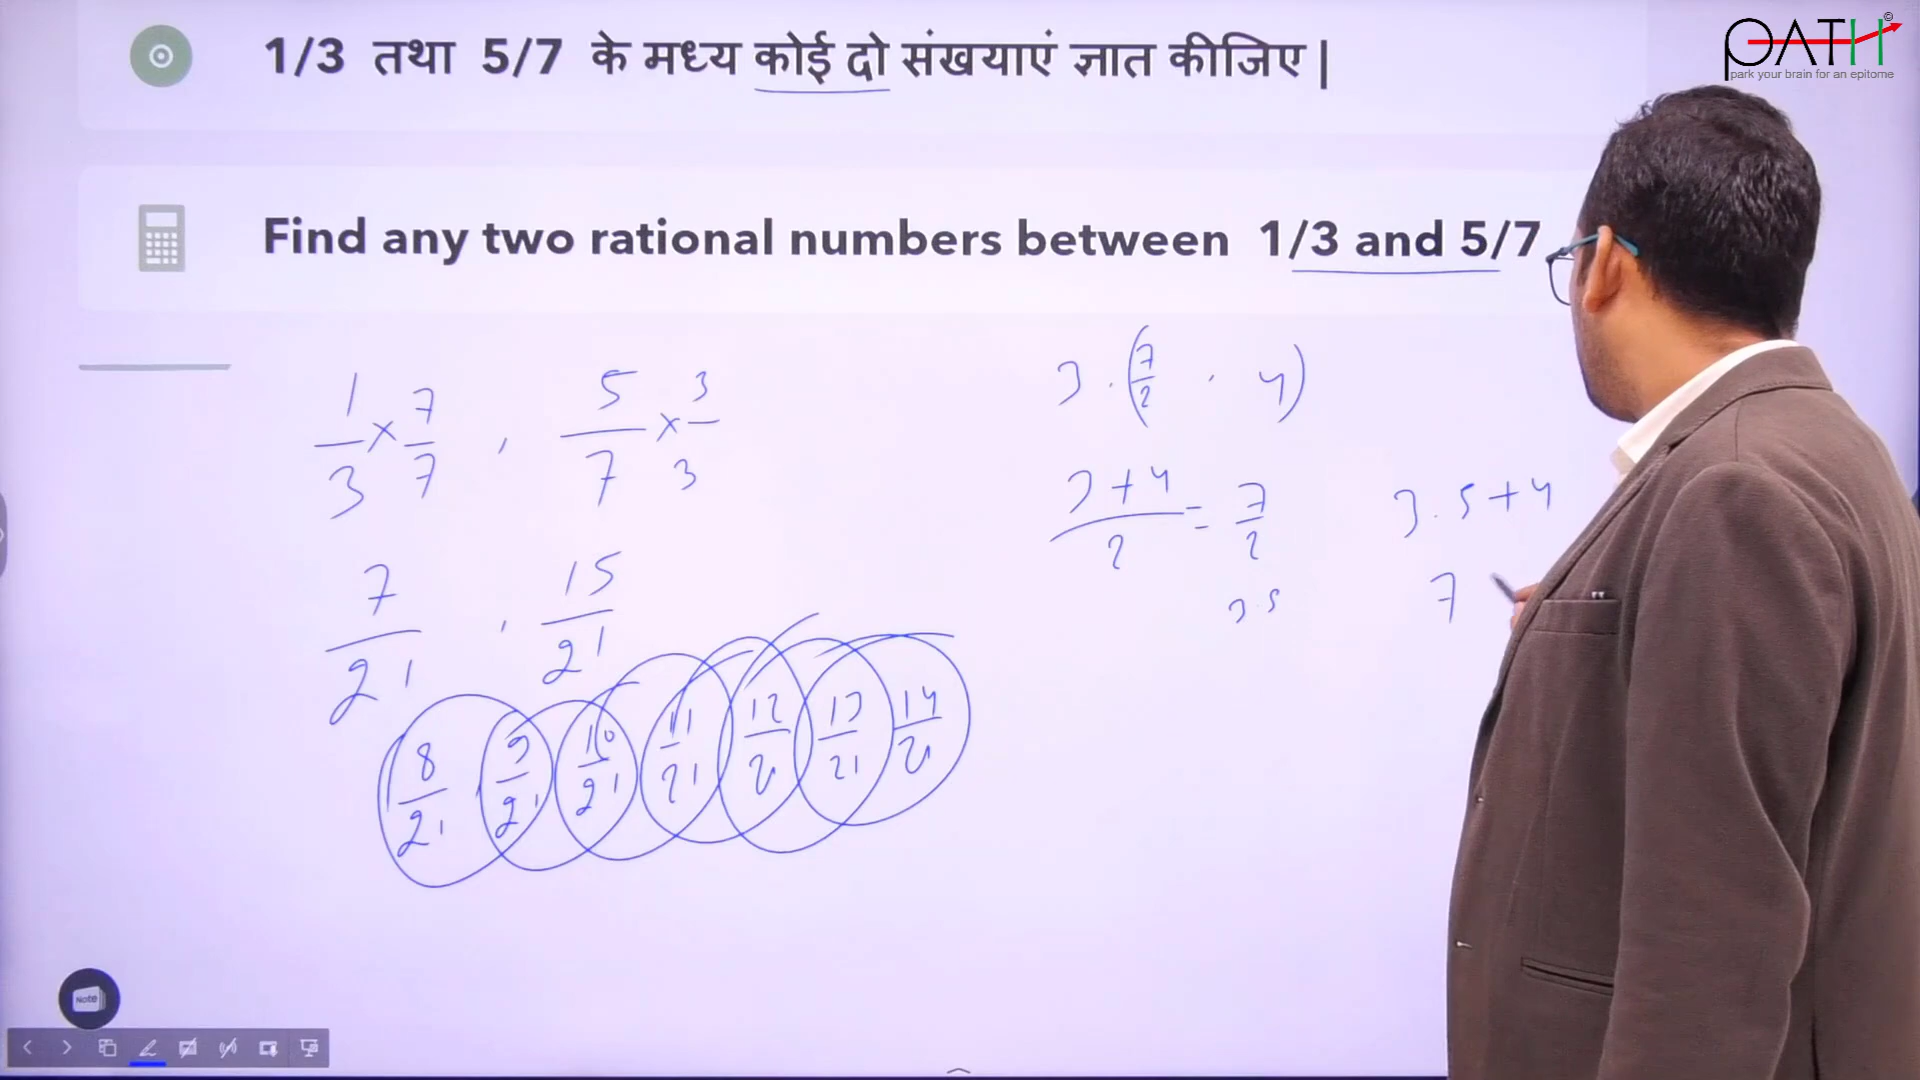 PATH©
park your brain for an epitome
1/3 तथा 5/7 के मध्य कोई दो संखयाएं ज्ञात कीजिए |
Find any two rational numbers between 1/3 and 5/7
1/3 × 7/7 , 5/7 × 3/3
7/21 , 15/21
8/21 , 9/21 10/21 11/21 12/21 13/21 14/21
3 . (7/2 . 4)
3+4/2 = 7/2
3.5
3.5+4
7
Note